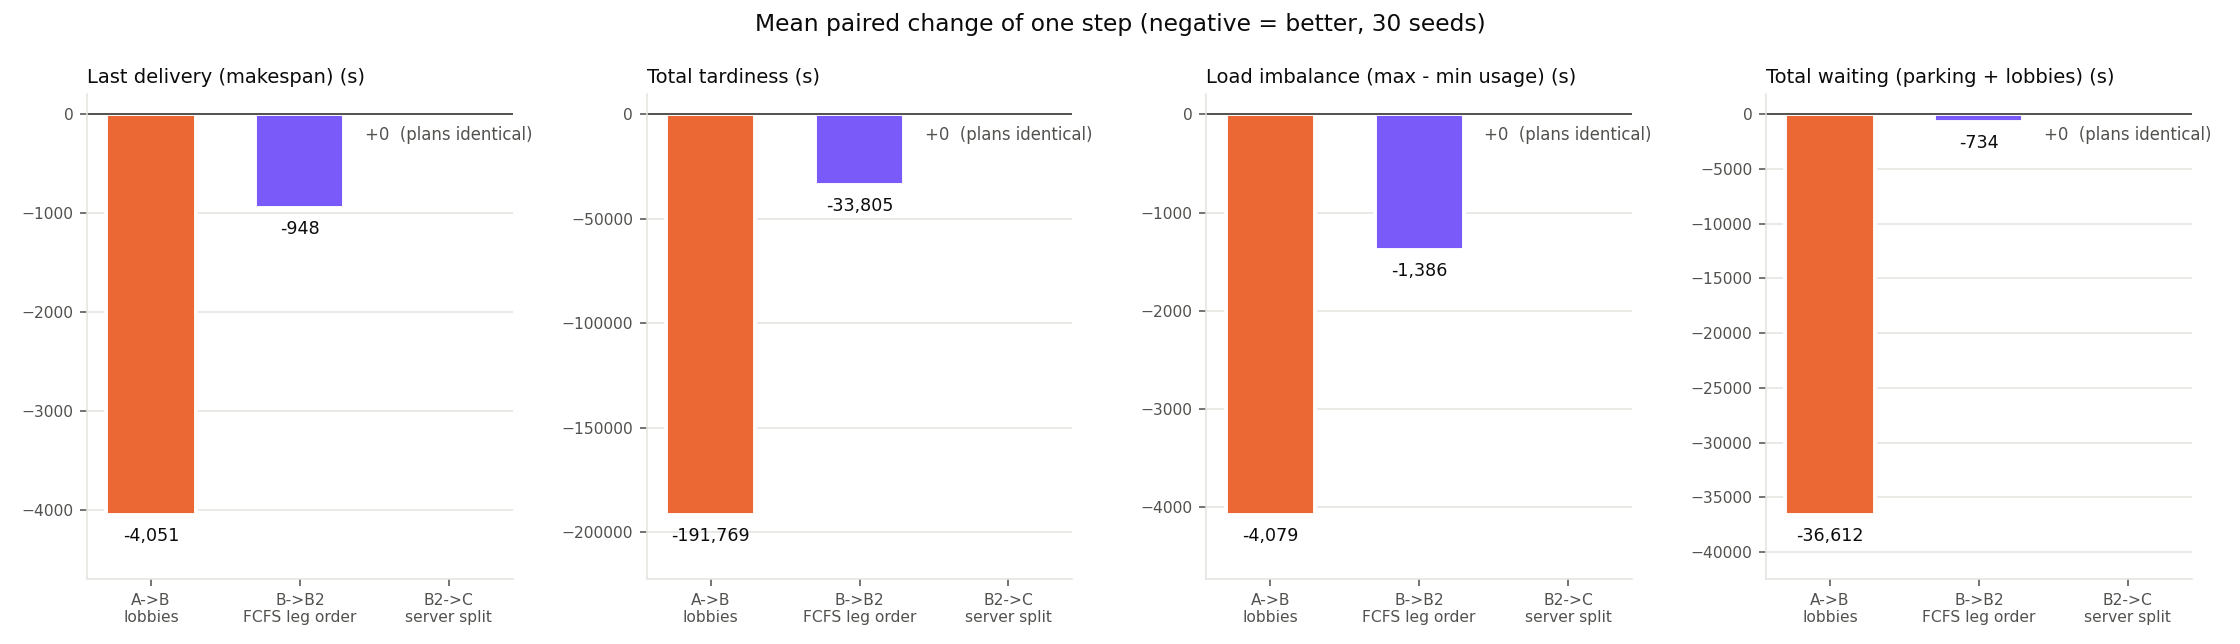 Mean paired change of one step (negative = better, 30 seeds)
Last delivery (makespan) (s)
0
−1000
−2000
−3000
−4000
-4,051
-948
+0  (plans identical)
A->B
lobbies
B->B2
FCFS leg order
B2->C
server split
Total tardiness (s)
0
−50000
−100000
−150000
−200000
-191,769
-33,805
+0  (plans identical)
A->B
lobbies
B->B2
FCFS leg order
B2->C
server split
Load imbalance (max - min usage) (s)
0
−1000
−2000
−3000
−4000
-4,079
-1,386
+0  (plans identical)
A->B
lobbies
B->B2
FCFS leg order
B2->C
server split
Total waiting (parking + lobbies) (s)
0
−5000
−10000
−15000
−20000
−25000
−30000
−35000
−40000
-36,612
-734
+0  (plans identical)
A->B
lobbies
B->B2
FCFS leg order
B2->C
server split